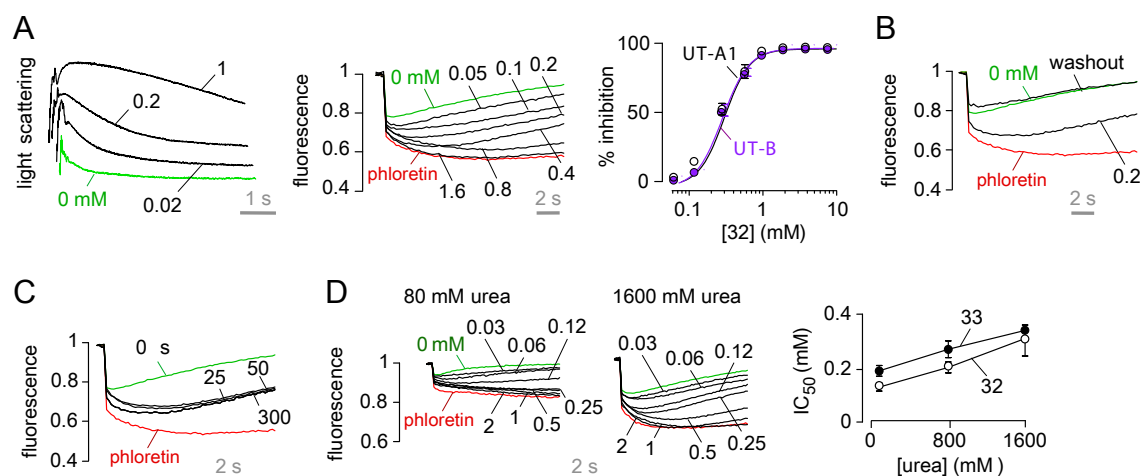 A
light scattering
1
0.2
0 mM
0.02
1 s
fluorescence
1
0.8
0.6
0.4
0 mM
0.05
0.1
0.2
phloretin
1.6
0.8
0.4
2 s
% inhibition
100
50
0
UT-A1
UT-B
0.1
1
10
[32] (mM)
B
fluorescence
1
0.8
0.6
0.4
0 mM
washout
phloretin
0.2
2 s
C
fluorescence
1
0.8
0.6
0.4
0 s
25
50
300
phloretin
2 s
D
80 mM urea
fluorescence
1
0.8
1
0.6
0 mM
0.03
0.06
0.12
phloretin
2
1
0.5
0.25
2 s
1600 mM urea
0.03
0.06
0.12
2
1
0.5
0.25
IC50 (mM)
0.4
0.2
0
33
32
0
800
1600
[urea] (mM)